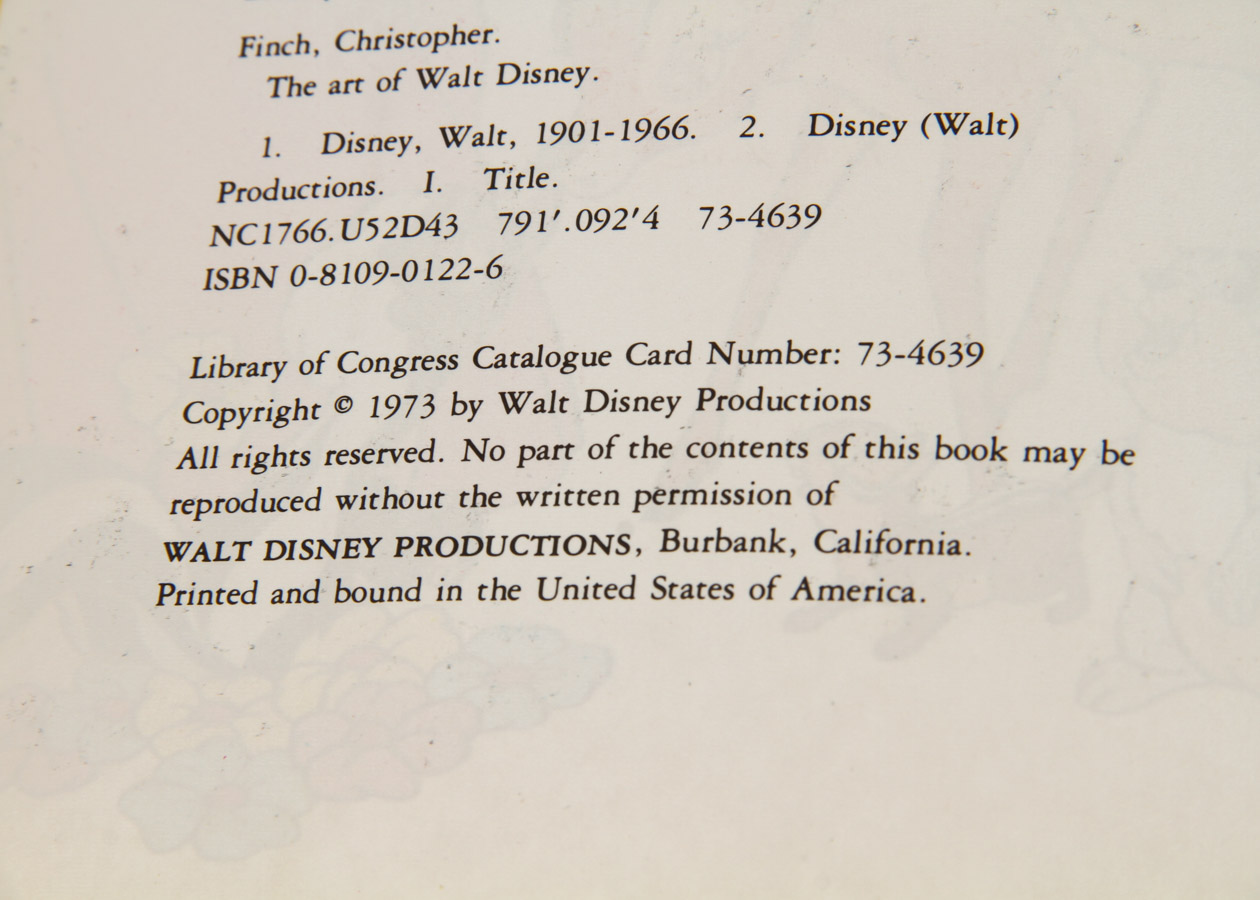 Finch, Christopher.
The art of Walt Disney.
1. Disney, Walt, 1901-1966. 2. Disney (Walt)
Productions. I. Title.
NC1766.U52D43 791'.092'4 73-4639
ISBN 0-8109-0122-6
Library of Congress Catalogue Card Number: 73-4639
Copyright © 1973 by Walt Disney Productions
All rights reserved. No part of the contents of this book may be
reproduced without the written permission of
WALT DISNEY PRODUCTIONS, Burbank, California.
Printed and bound in the United States of America.